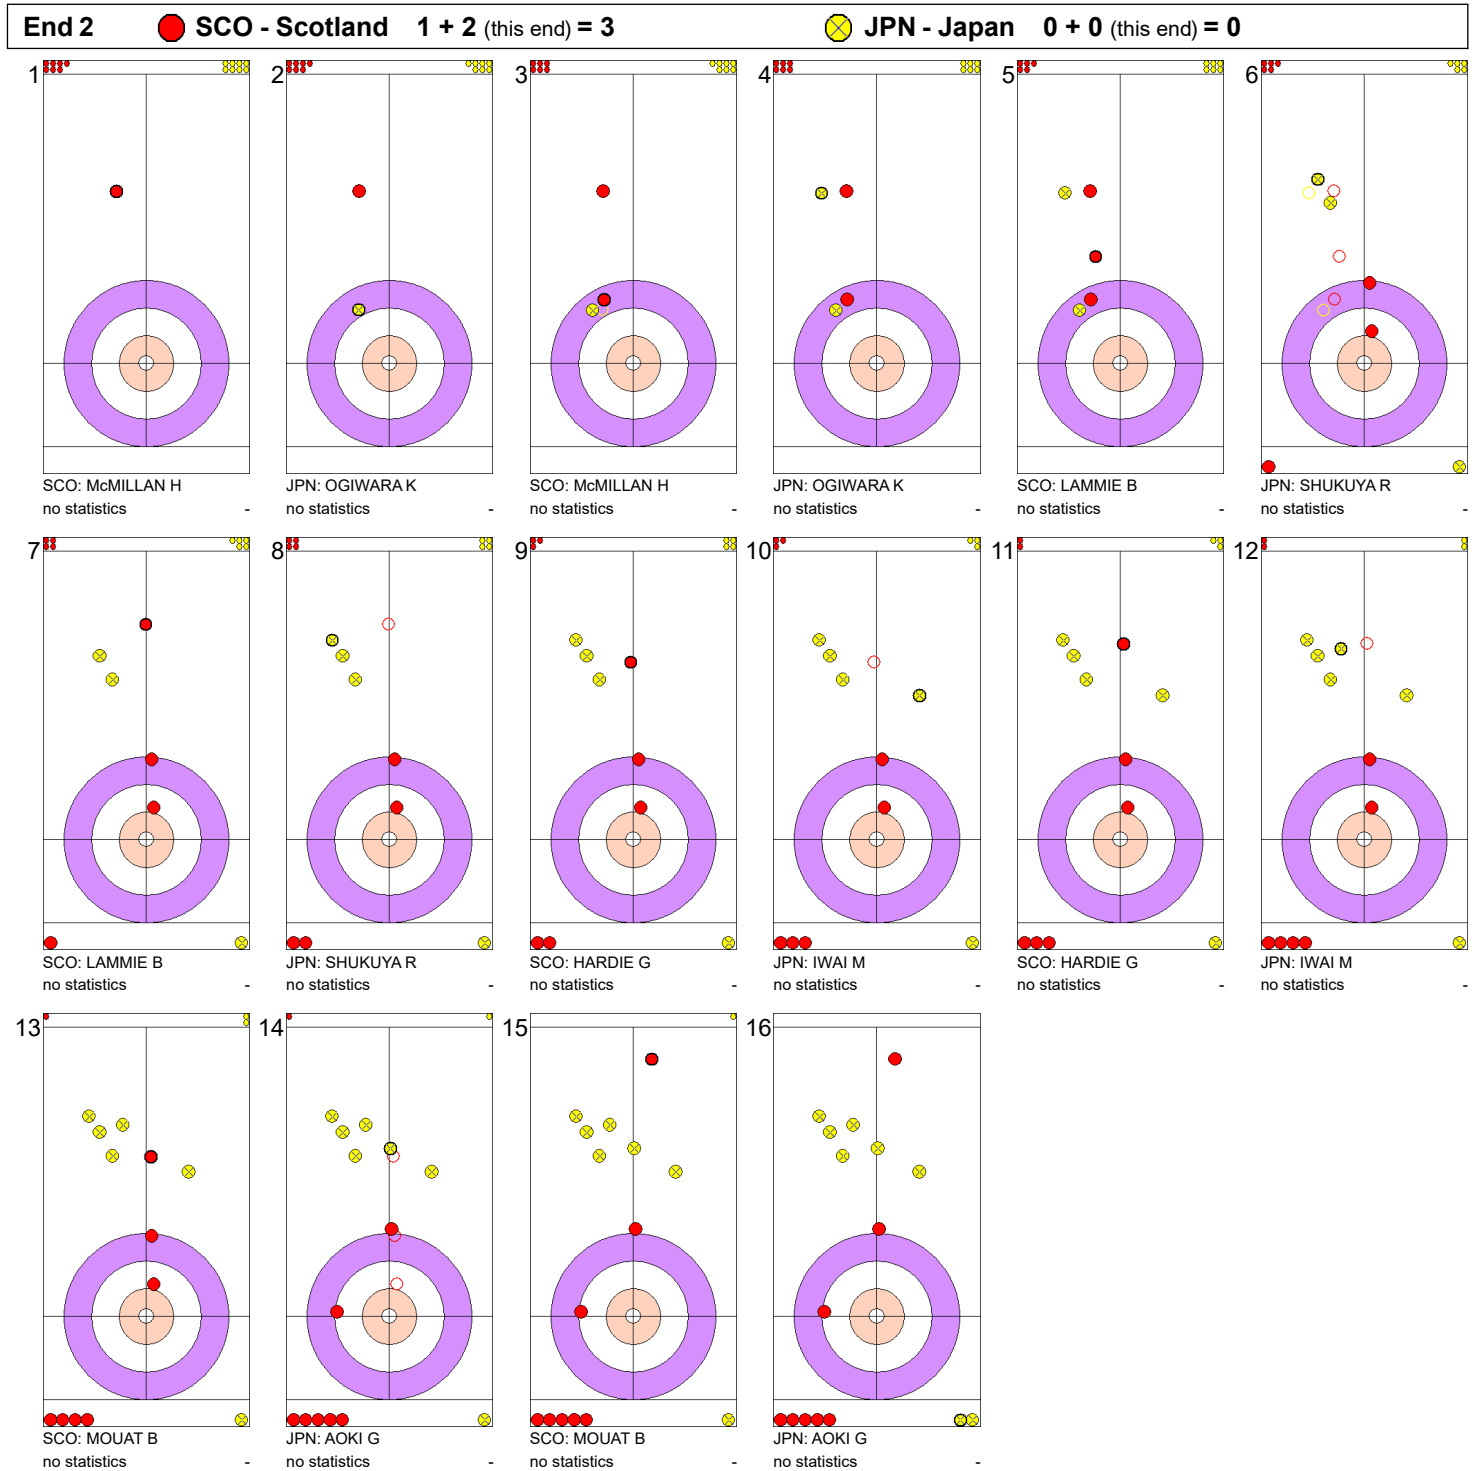 End 2 SCO - Scotland 1 + 2 (this end) = 3 JPN - Japan 0 + 0 (this end) = 0
1 2 3 4 5 6
SCO: McMILLAN H JPN: OGIWARA K SCO: McMILLAN H JPN: OGIWARA K SCO: LAMMIE B JPN: SHUKUYA R
no statistics - no statistics - no statistics - no statistics - no statistics - no statistics -
7 8 9 10 11 12
SCO: LAMMIE B JPN: SHUKUYA R SCO: HARDIE G JPN: IWAI M SCO: HARDIE G JPN: IWAI M
no statistics - no statistics - no statistics - no statistics - no statistics - no statistics -
13 14 15 16
SCO: MOUAT B JPN: AOKI G SCO: MOUAT B JPN: AOKI G
no statistics - no statistics - no statistics - no statistics -